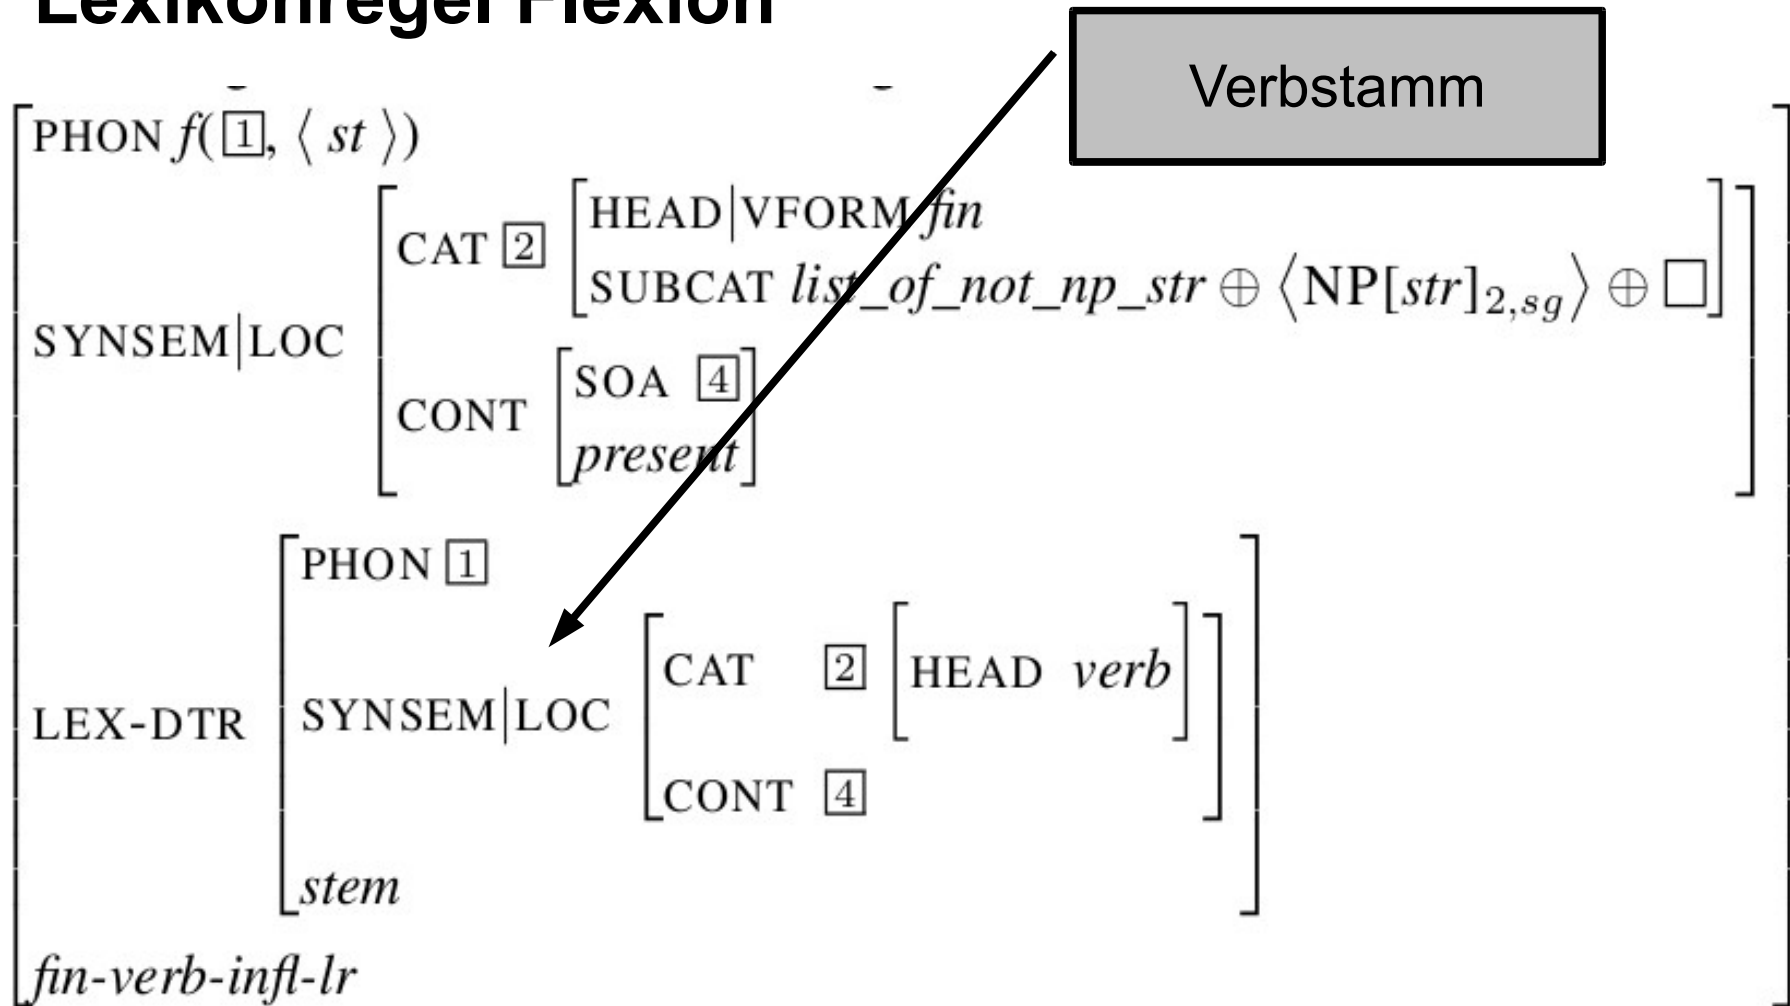 Lexikonregel Flexion
Verbstamm
PHON f( 1 , ⟨ st ⟩)
SYNSEM|LOC
CAT 2
HEAD|VFORM fin
SUBCAT list_of_not_np_str ⊕ ⟨NP[str]2,sg⟩ ⊕ □
CONT
SOA 4
present
LEX-DTR
PHON 1
SYNSEM|LOC
CAT 2 [HEAD verb]
CONT 4
stem
fin-verb-infl-lr